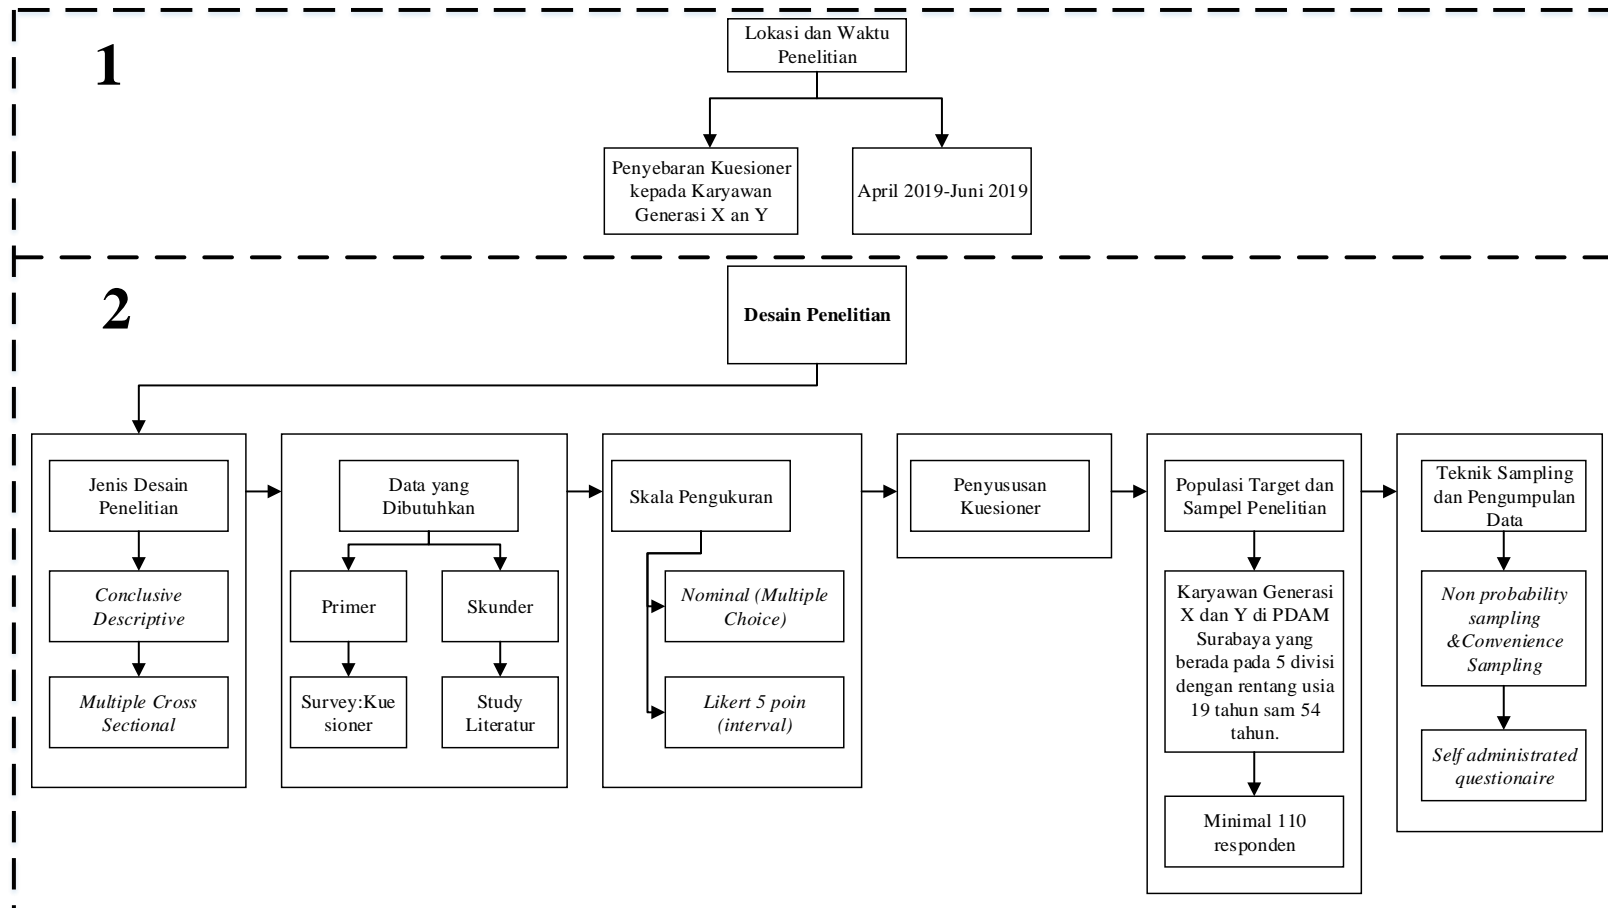 1
Lokasi dan Waktu
Penelitian
Penyebaran Kuesioner
kepada Karyawan
Generasi X an Y
April 2019-Juni 2019
2
Desain Penelitian
Jenis Desain
Penelitian
Conclusive
Descriptive
Multiple Cross
Sectional
Data yang
Dibutuhkan
Primer
Skunder
Survey:Kue
sioner
Study
Literatur
Skala Pengukuran
Nominal (Multiple
Choice)
Likert 5 poin
(interval)
Penyususan
Kuesioner
Populasi Target dan
Sampel Penelitian
Karyawan Generasi
X dan Y di PDAM
Surabaya yang
berada pada 5 divisi
dengan rentang usia
19 tahun sam 54
tahun.
Minimal 110
responden
Teknik Sampling
dan Pengumpulan
Data
Non probability
sampling
&Convenience
Sampling
Self administrated
questionaire